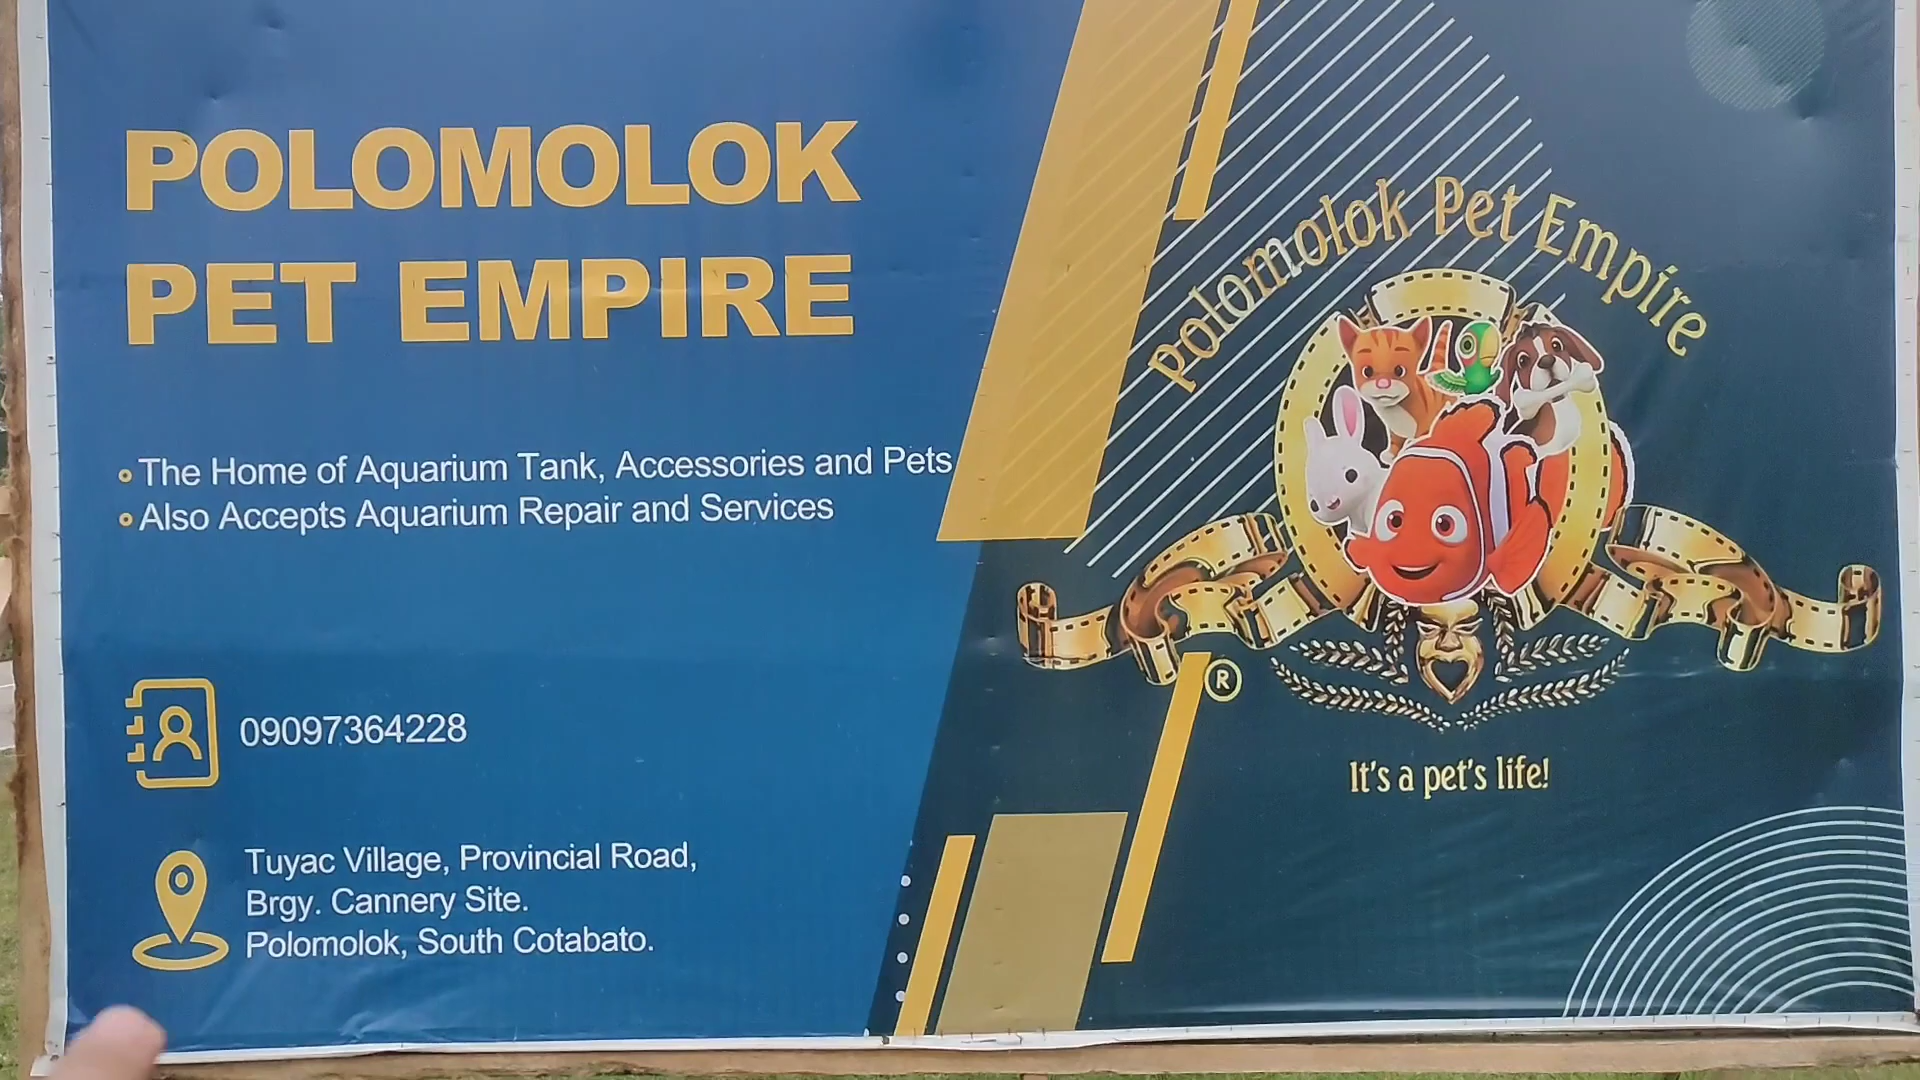 POLOMOLOK
PET EMPIRE
The Home of Aquarium Tank, Accessories and Pets
Also Accepts Aquarium Repair and Services
09097364228
Tuyac Village, Provincial Road,
Brgy. Cannery Site.
Polomolok, South Cotabato.
Polomolok Pet Empire
®
It's a pet's life!